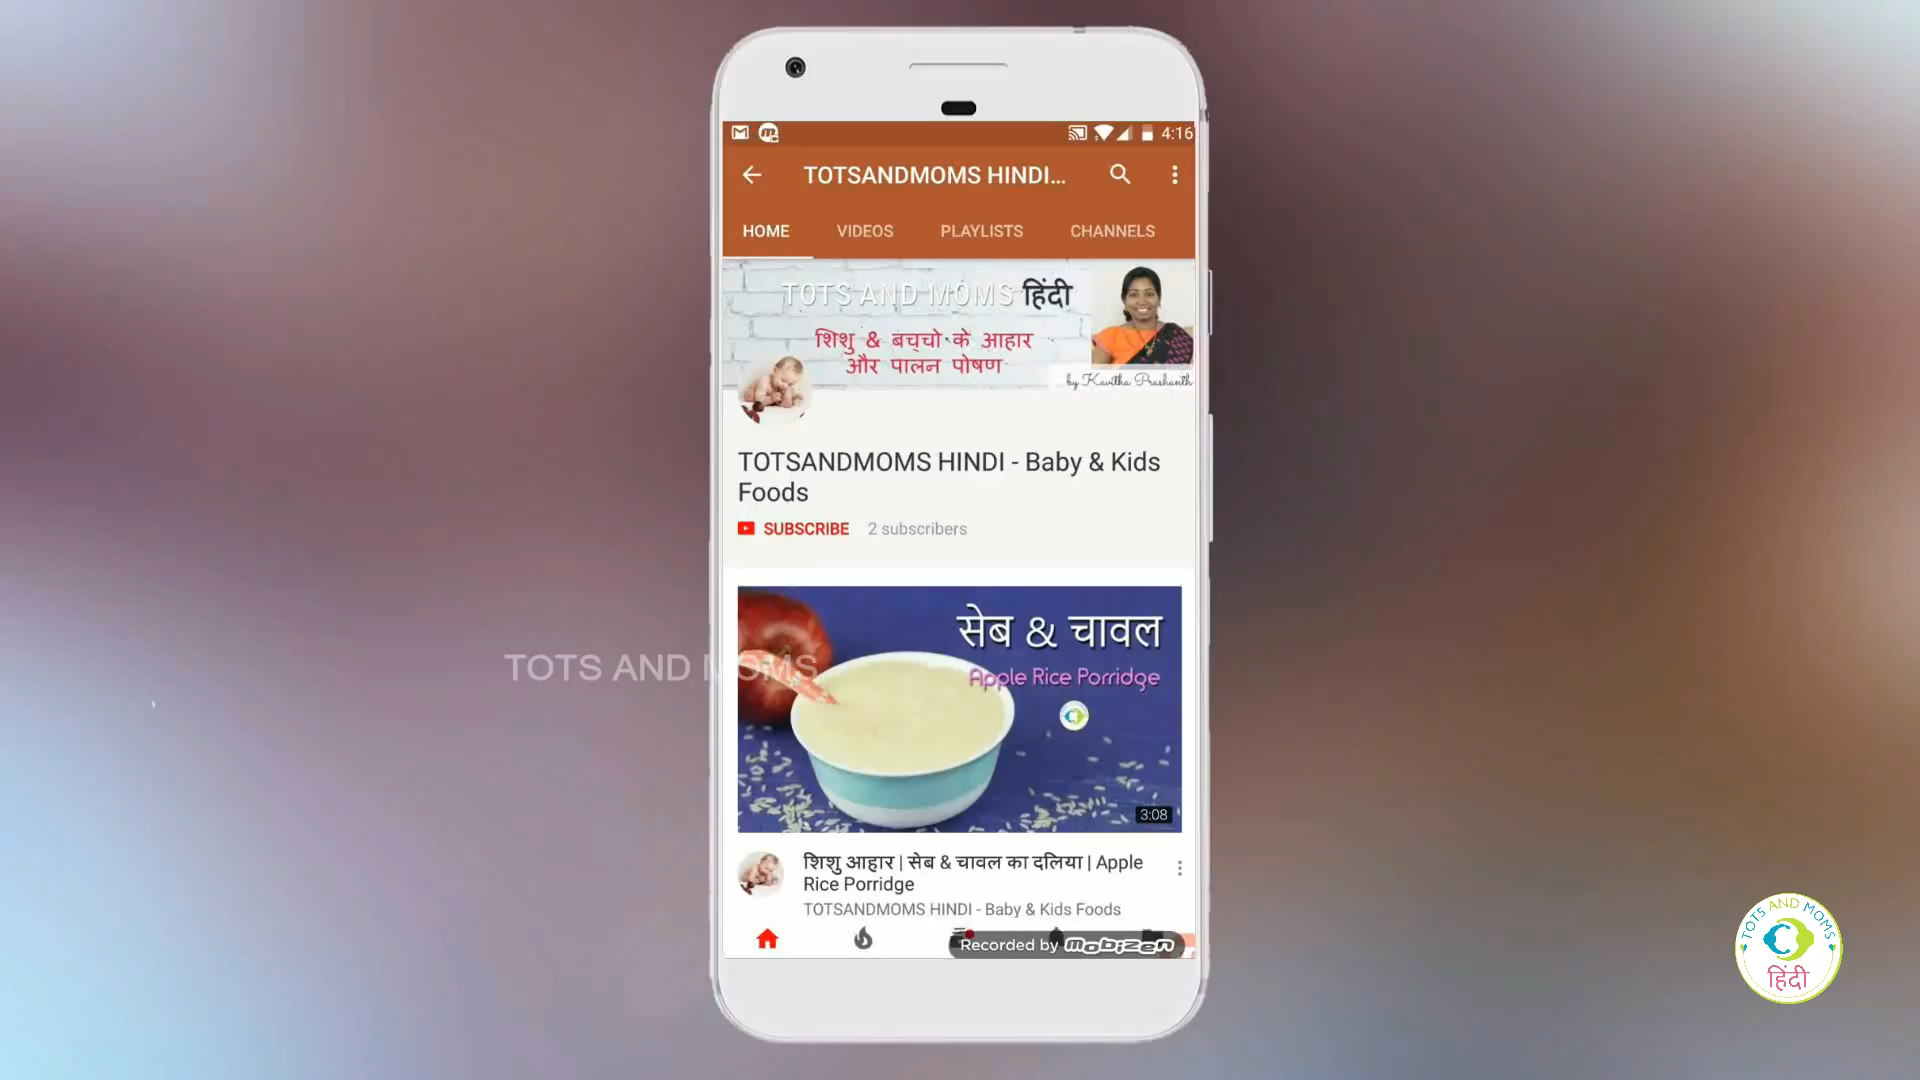 4:16
TOTSANDMOMS HINDI...
HOME VIDEOS PLAYLISTS CHANNELS
TOTS AND MOMS हिंदी
शिशु & बच्चो के आहार
और पालन पोषण
by Kavitha Prashanth
TOTSANDMOMS HINDI - Baby & Kids
Foods
SUBSCRIBE 2 subscribers
सेब & चावल
Apple Rice Porridge
TOTS AND MOMS
3:08
शिशु आहार | सेब & चावल का दलिया | Apple
Rice Porridge
TOTSANDMOMS HINDI - Baby & Kids Foods
Recorded by mobizen
TOTS AND MOMS
हिंदी